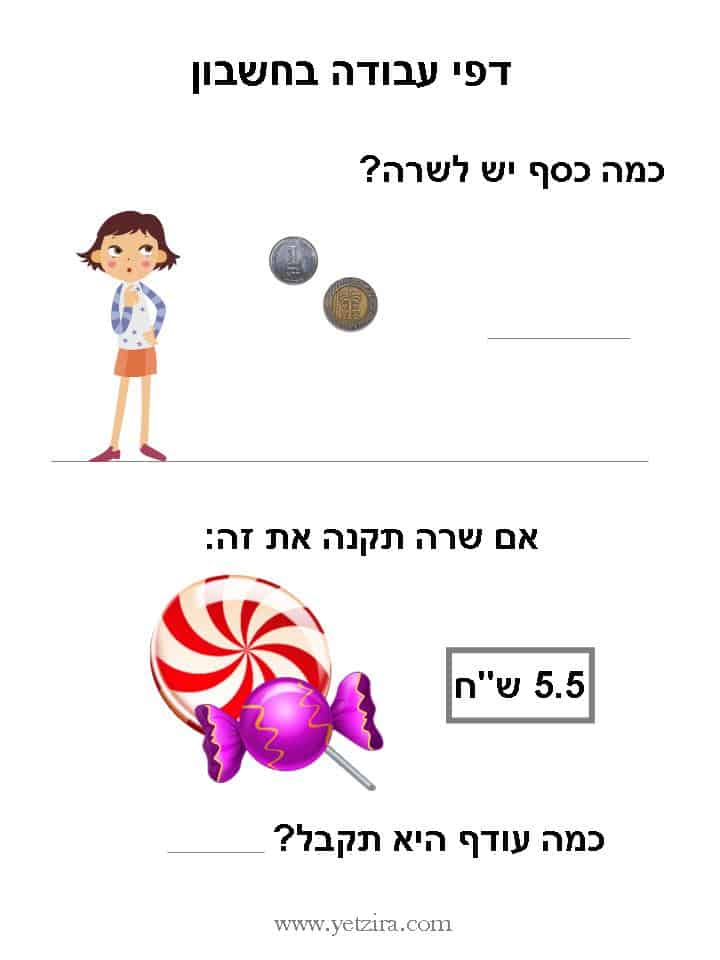 דפי עבודה בחשבון
כמה כסף יש לשרה?
1
אם שרה תקנה את זה:
5.5 ש"ח
כמה עודף היא תקבל?
www.yetzira.com